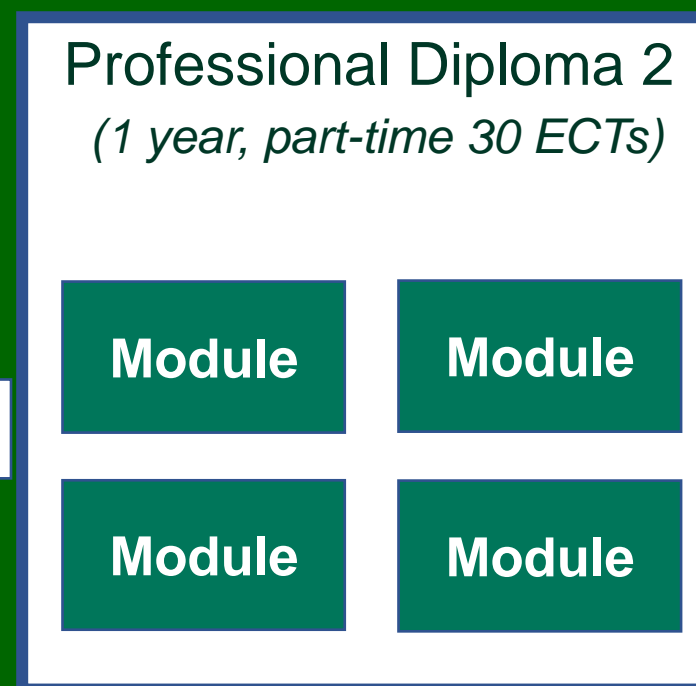 Professional Diploma 2
(1 year, part-time 30 ECTs)
Module Module
Module Module